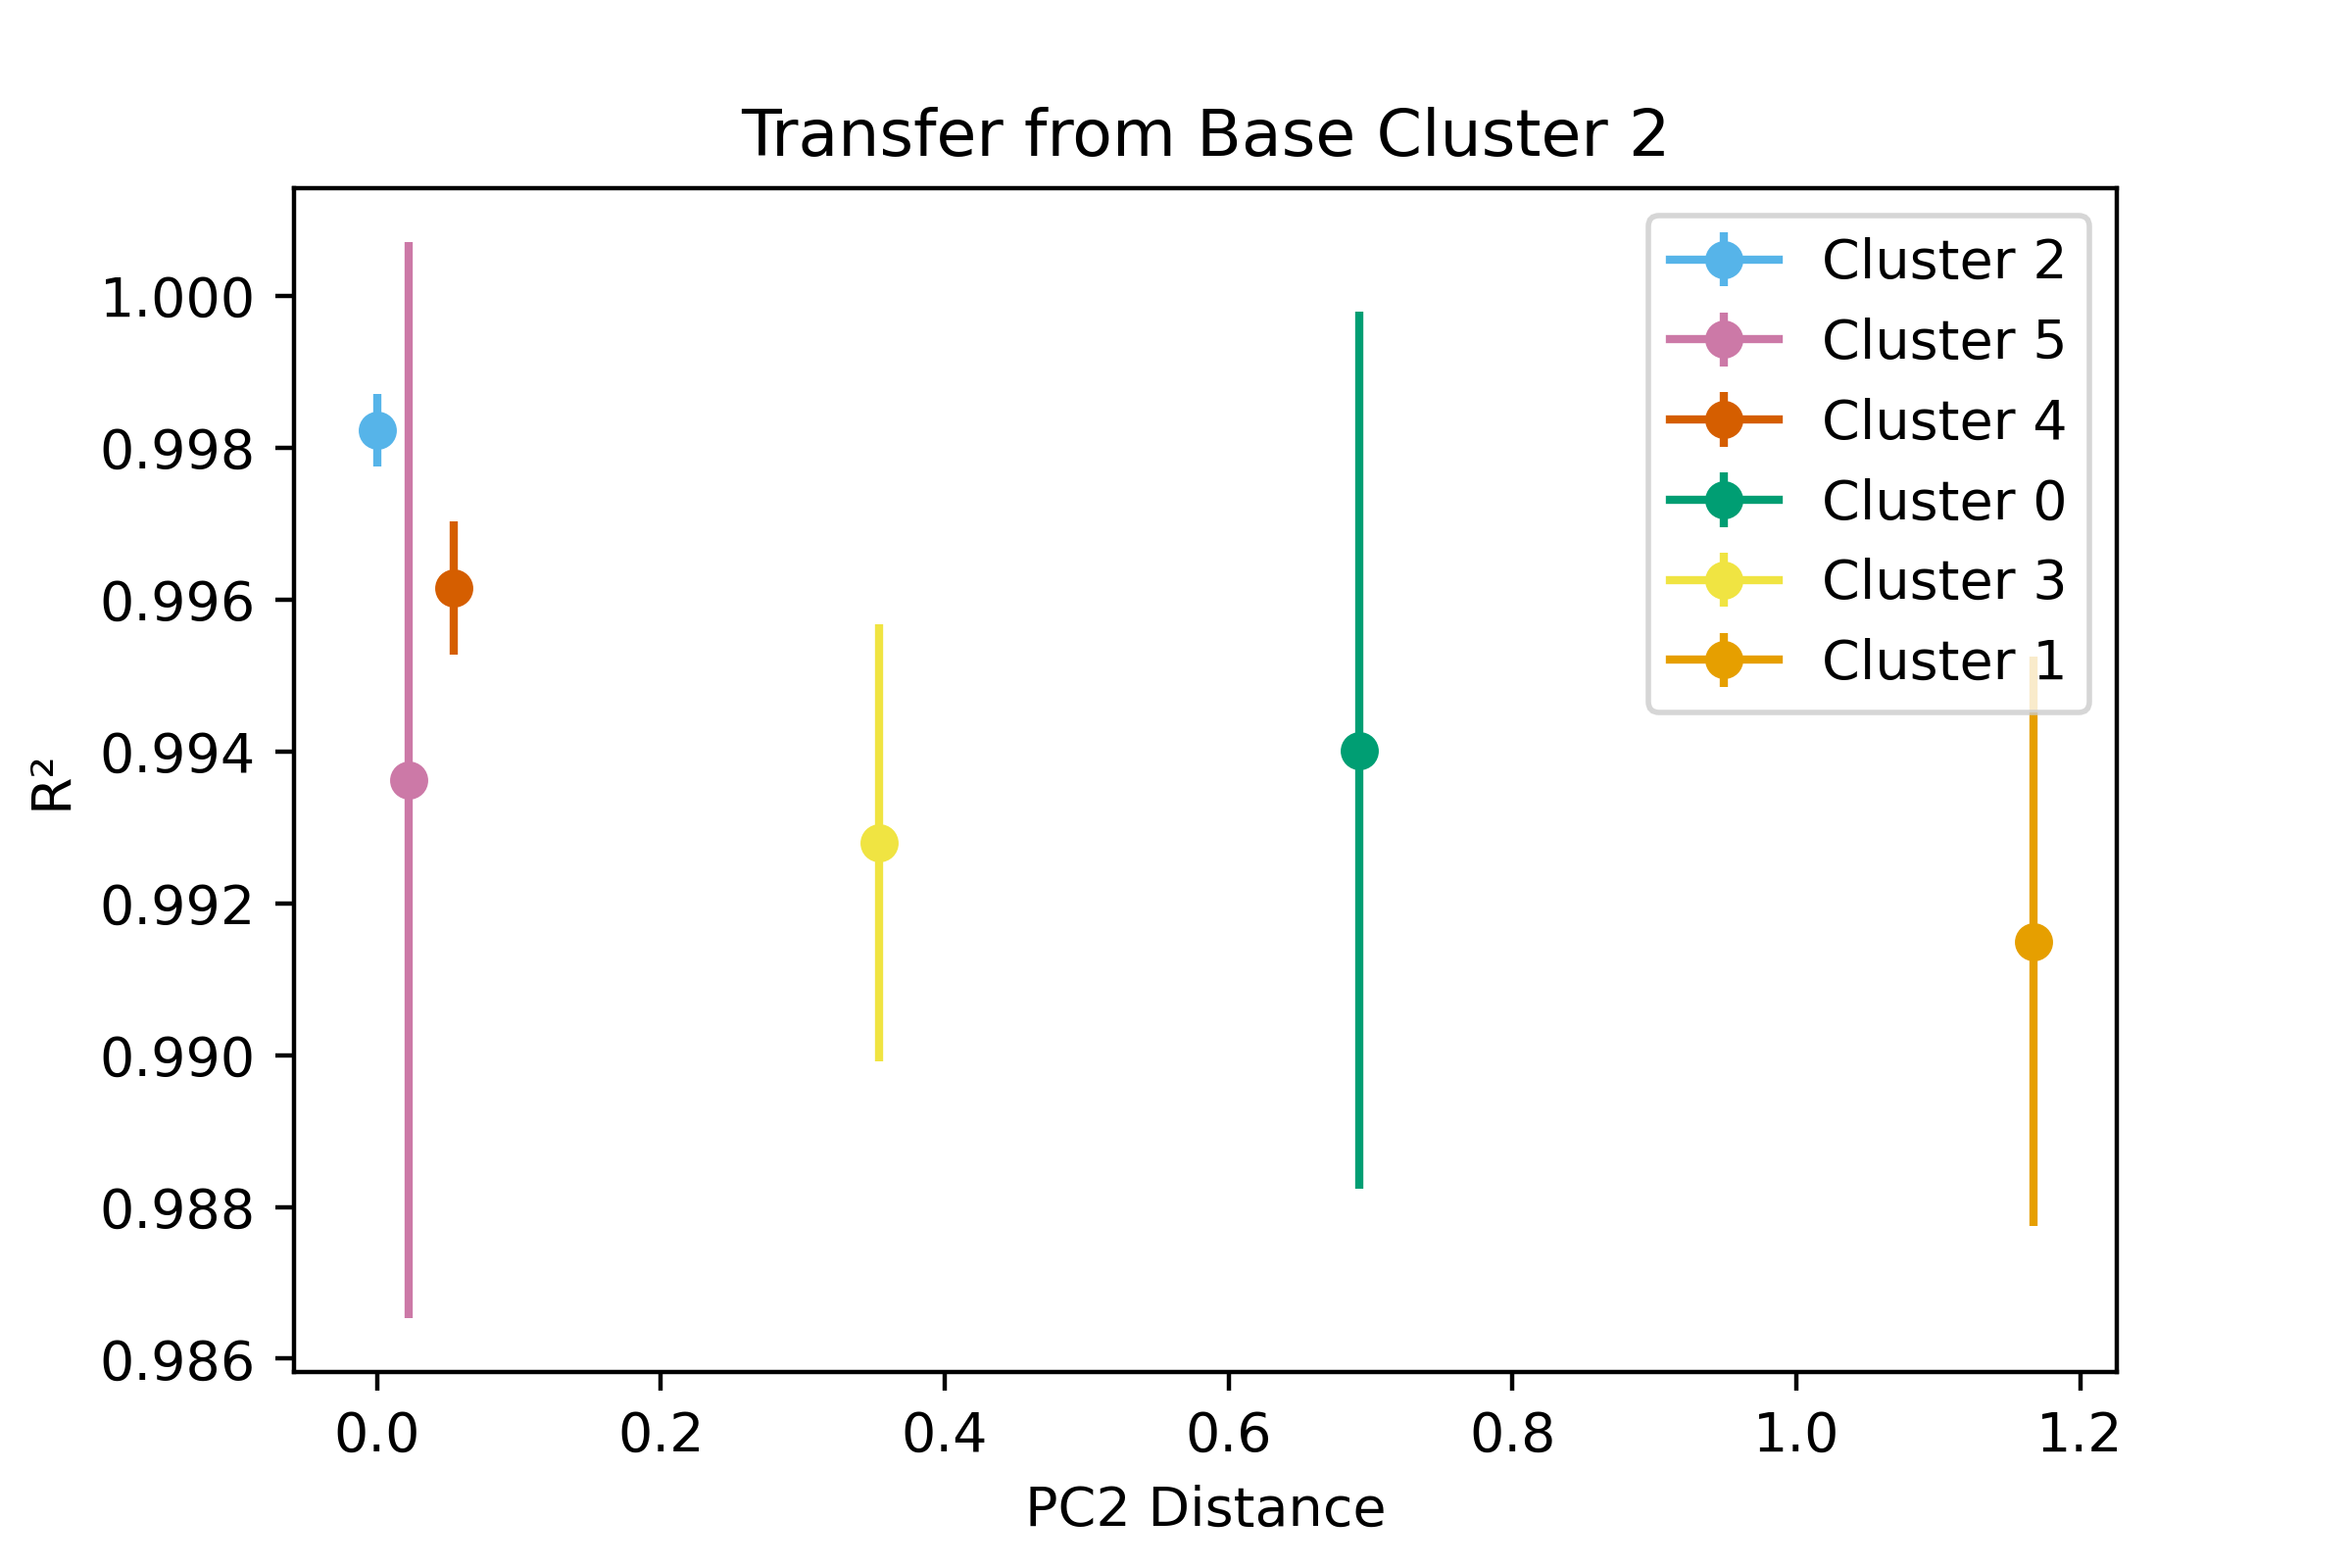 Transfer from Base Cluster 2
Cluster 2
Cluster 5
Cluster 4
Cluster 0
Cluster 3
Cluster 1
R²
1.000
0.998
0.996
0.994
0.992
0.990
0.988
0.986
0.0 0.2 0.4 0.6 0.8 1.0 1.2
PC2 Distance